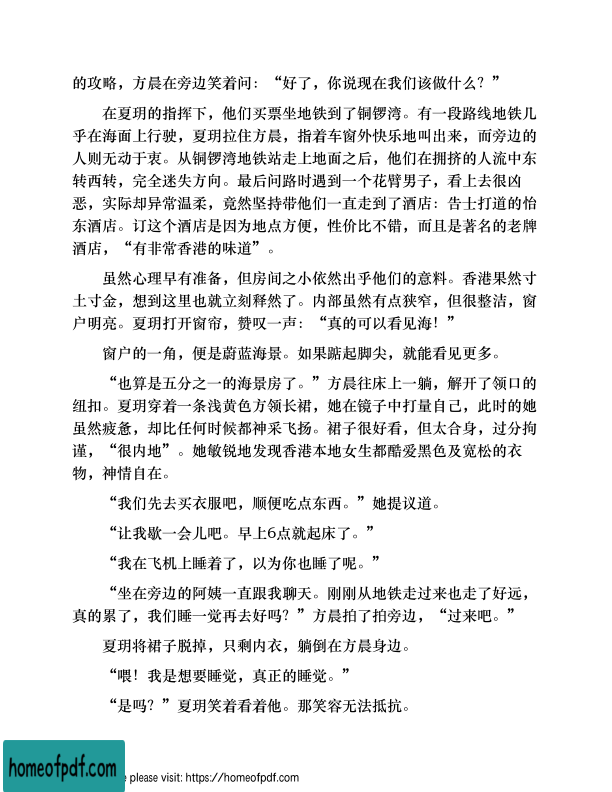 的攻略，方晨在旁边笑着问：“好了，你说现在我们该做什么？”
在夏玥的指挥下，他们买票坐地铁到了铜锣湾。有一段路线地铁几
乎在海面上行驶，夏玥拉住方晨，指着车窗外快乐地叫出来，而旁边的
人则无动于衷。从铜锣湾地铁站走上地面之后，他们在拥挤的人流中东
转西转，完全迷失方向。最后问路时遇到一个花臂男子，看上去很凶
恶，实际却异常温柔，竟然坚持带他们一直走到了酒店：告士打道的怡
东酒店。订这个酒店是因为地点方便，性价比不错，而且是著名的老牌
酒店，“有非常香港的味道”。
虽然心理早有准备，但房间之小依然出乎他们的意料。香港果然寸
土寸金，想到这里也就立刻释然了。内部虽然有点狭窄，但很整洁，窗
户明亮。夏玥打开窗帘，赞叹一声：“真的可以看见海！”
窗户的一角，便是蔚蓝海景。如果踮起脚尖，就能看见更多。
“也算是五分之一的海景房了。”方晨往床上一躺，解开了领口的
纽扣。夏玥穿着一条浅黄色方领长裙，她在镜子中打量自己，此时的她
虽然疲惫，却比任何时候都神采飞扬。裙子很好看，但太合身，过分拘
谨，“很内地”。她敏锐地发现香港本地女生都酷爱黑色及宽松的衣
物，神情自在。
“我们先去买衣服吧，顺便吃点东西。”她提议道。
“让我歇一会儿吧。早上6点就起床了。”
“我在飞机上睡着了，以为你也睡了呢。”
“坐在旁边的阿姨一直跟我聊天。刚刚从地铁走过来也走了好远，
真的累了，我们睡一觉再去好吗？”方晨拍了拍旁边，“过来吧。”
夏玥将裙子脱掉，只剩内衣，躺倒在方晨身边。
“喂！我是想要睡觉，真正的睡觉。”
“是吗？”夏玥笑着看着他。那笑容无法抵抗。
homeofpdf.com
e please visit: https://homeofpdf.com